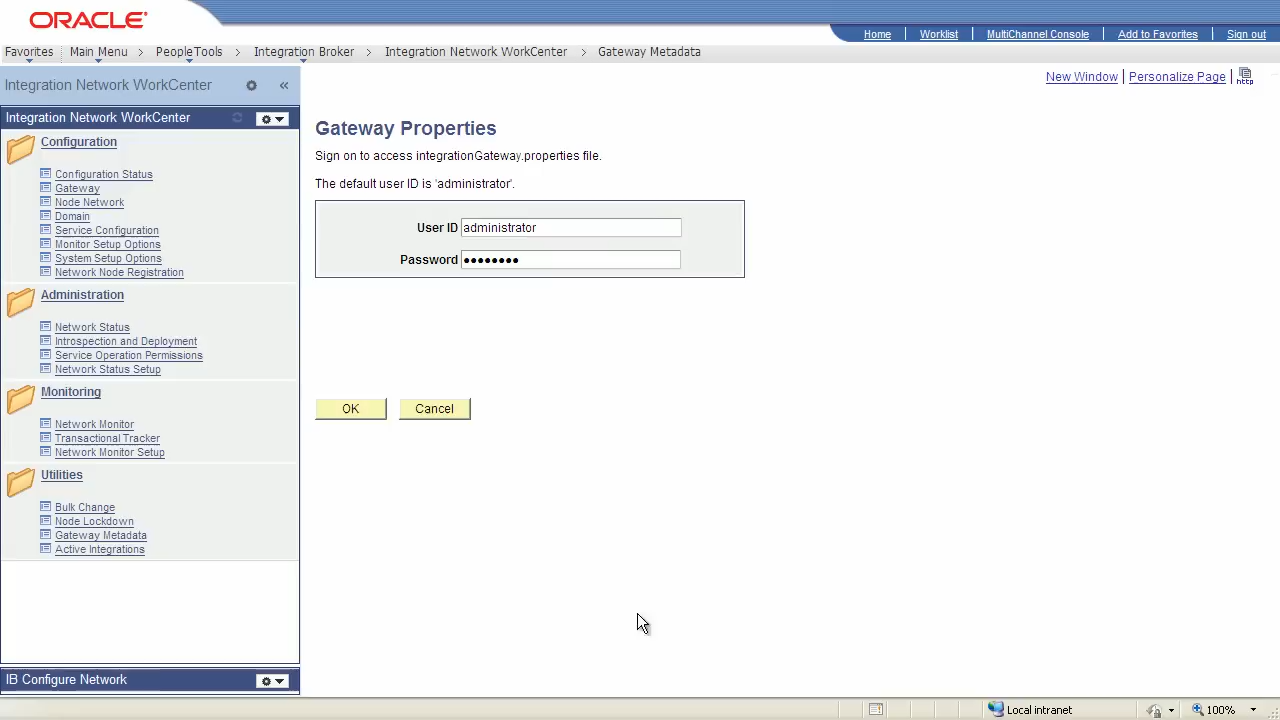 ORACLE®
Home Worklist MultiChannel Console Add to Favorites Sign out
Favorites Main Menu > PeopleTools > Integration Broker > Integration Network WorkCenter > Gateway Metadata
New Window | Personalize Page | http
Integration Network WorkCenter «
Integration Network WorkCenter
Configuration
Configuration Status
Gateway
Node Network
Domain
Service Configuration
Monitor Setup Options
System Setup Options
Network Node Registration
Administration
Network Status
Introspection and Deployment
Service Operation Permissions
Network Status Setup
Monitoring
Network Monitor
Transactional Tracker
Network Monitor Setup
Utilities
Bulk Change
Node Lockdown
Gateway Metadata
Active Integrations
IB Configure Network
Gateway Properties
Sign on to access integrationGateway.properties file.
The default user ID is 'administrator'.
User ID administrator
Password ••••••••
OK Cancel
Local intranet 100%